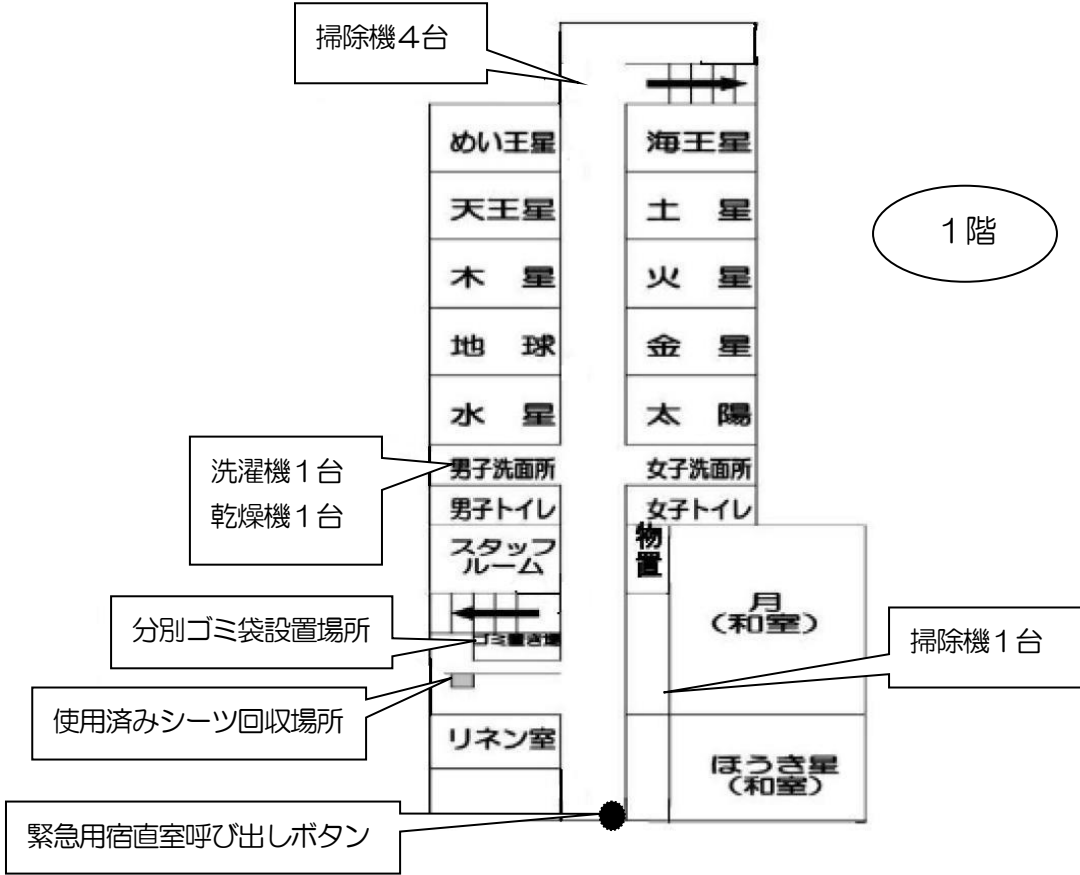 掃除機4台
めい王星
海王星
天王星
土 星
1階
木 星
火 星
地 球
金 星
水 星
太 陽
洗濯機1台
乾燥機1台
男子洗面所
女子洗面所
男子トイレ
女子トイレ
スタッフ
ルーム
物置
月
(和室)
分別ゴミ袋設置場所
ゴミ置き場
掃除機1台
使用済みシーツ回収場所
リネン室
ほうき星
(和室)
緊急用宿直室呼び出しボタン